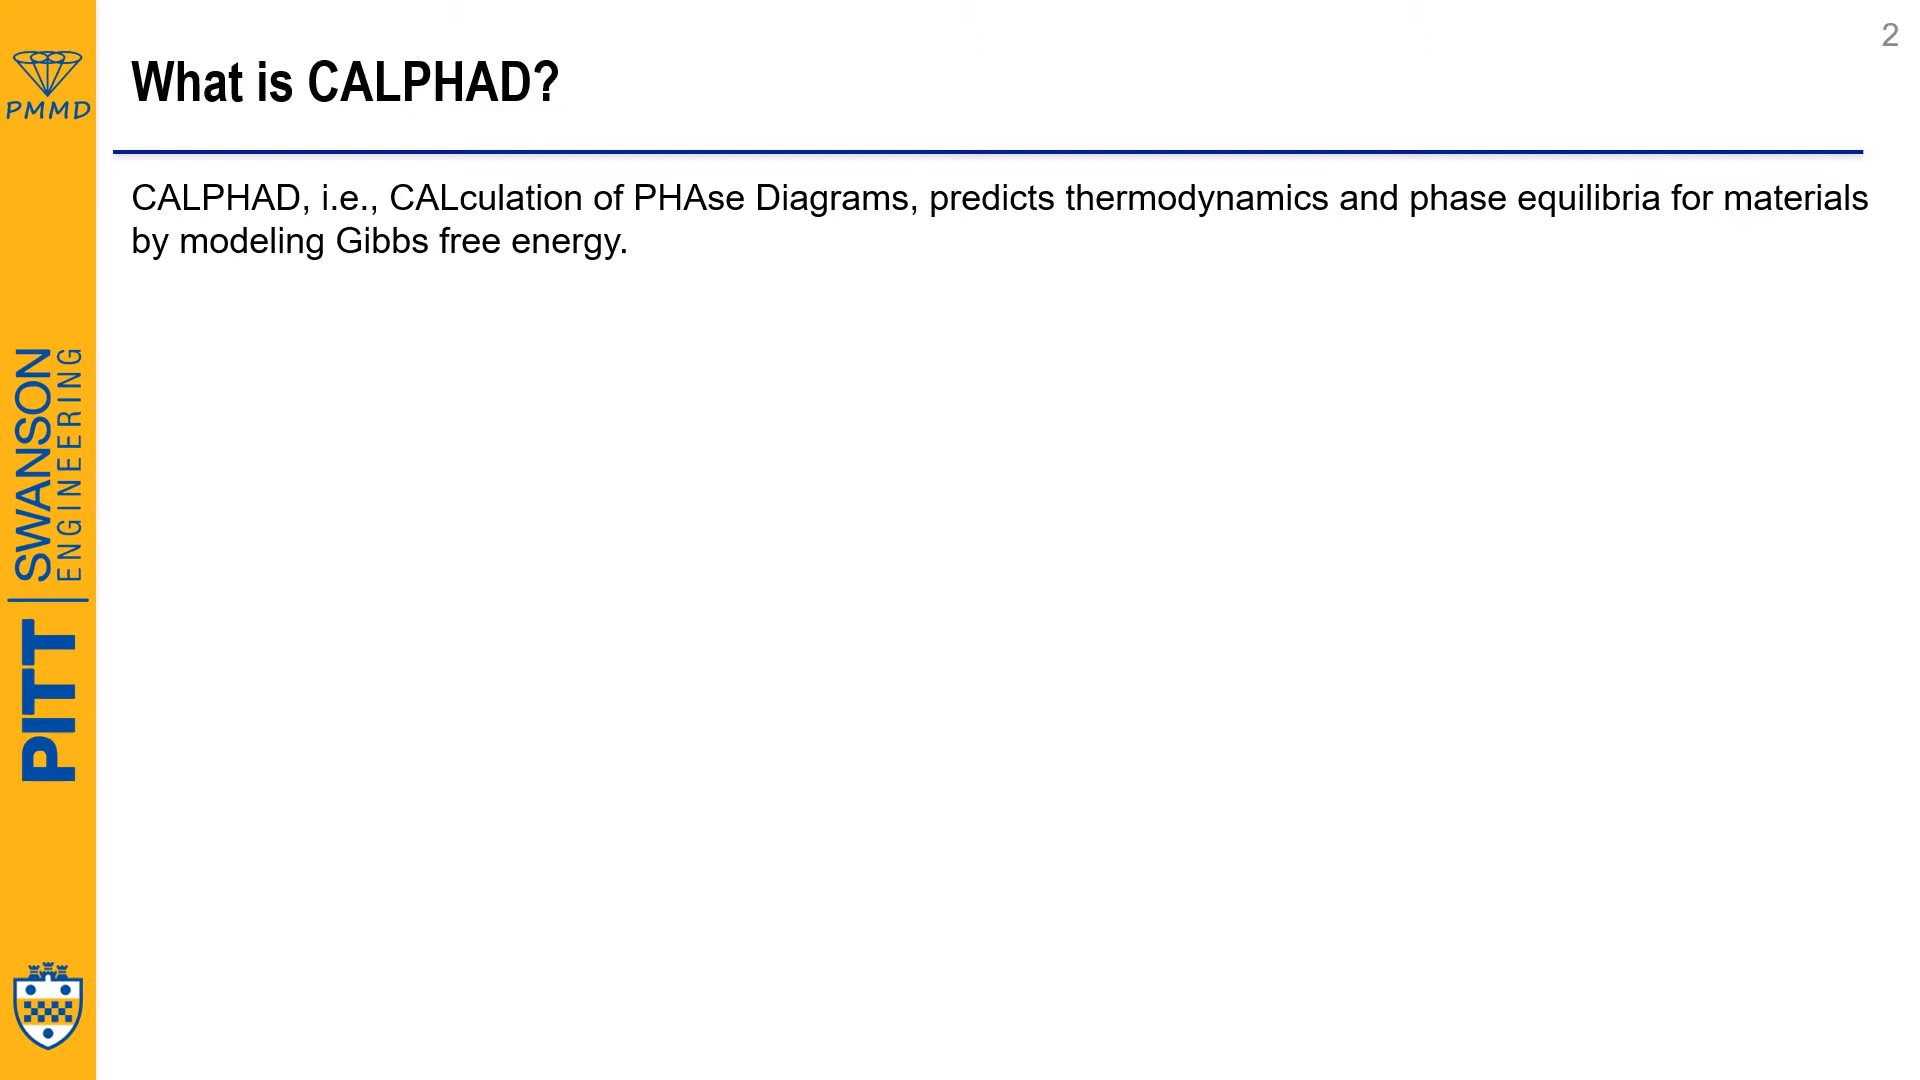 2
PMMD
What is CALPHAD?
CALPHAD, i.e., CALculation of PHAse Diagrams, predicts thermodynamics and phase equilibria for materials
by modeling Gibbs free energy.
PITT
SWANSON
ENGINEERING